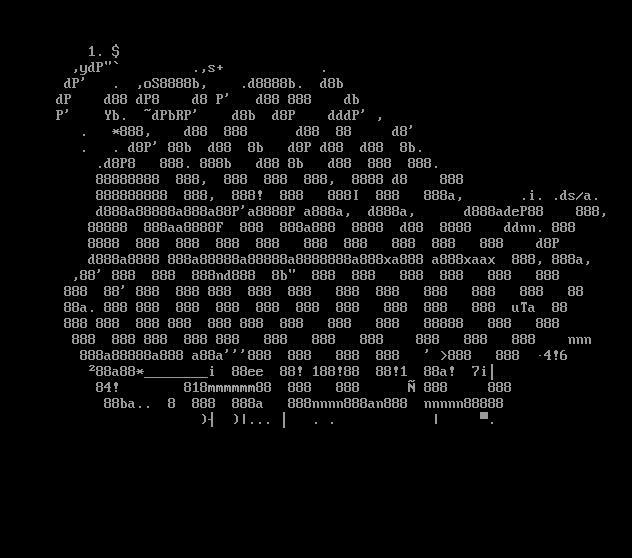 1. $
,ydP"` .,s+ .
dP' . ,oS8888b, .d8888b. d8b
dP d88 dP8 d8 P' d88 888 db
P' Yb. ~dPbRP' d8b d8P dddP' ,
. *888, d88 888 d88 88 d8'
. . d8P' 88b d88 8b d8P d88 d88 8b.
.d8P8 888. 888b d88 8b d88 888 888.
88888888 888, 888 888 888, 8888 d8 888
888888888 888, 888! 888 888I 888 888a, .i. .ds/a.
d888a88888a888a88P'a8888P a888a, d888a, d888adeP88 888,
88888 888aa8888F 888 888a888 8888 d88 8888 ddnn. 888
8888 888 888 888 888 888 888 888 888 888 d8P
d888a8888 888a88888a88888a8888888a888xa888 a888xaax 888, 888a,
,88' 888 888 888nd888 8b" 888 888 888 888 888 888
888 88' 888 888 888 888 888 888 888 888 888 88
88a. 888 888 888 888 888 888 888 888 888 888 uTa 88
888 888 888 888 888 888 888 888 888 88888 888 888
888 888 888 888 888 888 888 888 888 888 888 888 nnn
888a88888a888 a88a'''888 888 888 888 ' >888 888 ·4!6
²88a88*________i 88ee 88! 188!88 88!1 88a! 7i|
84! 818mmmmmm88 888 888 Ñ 888 888
88ba.. 8 888 888a 888nnnn888an888 nnnnn88888
)┤ )|... | . . | ▀.